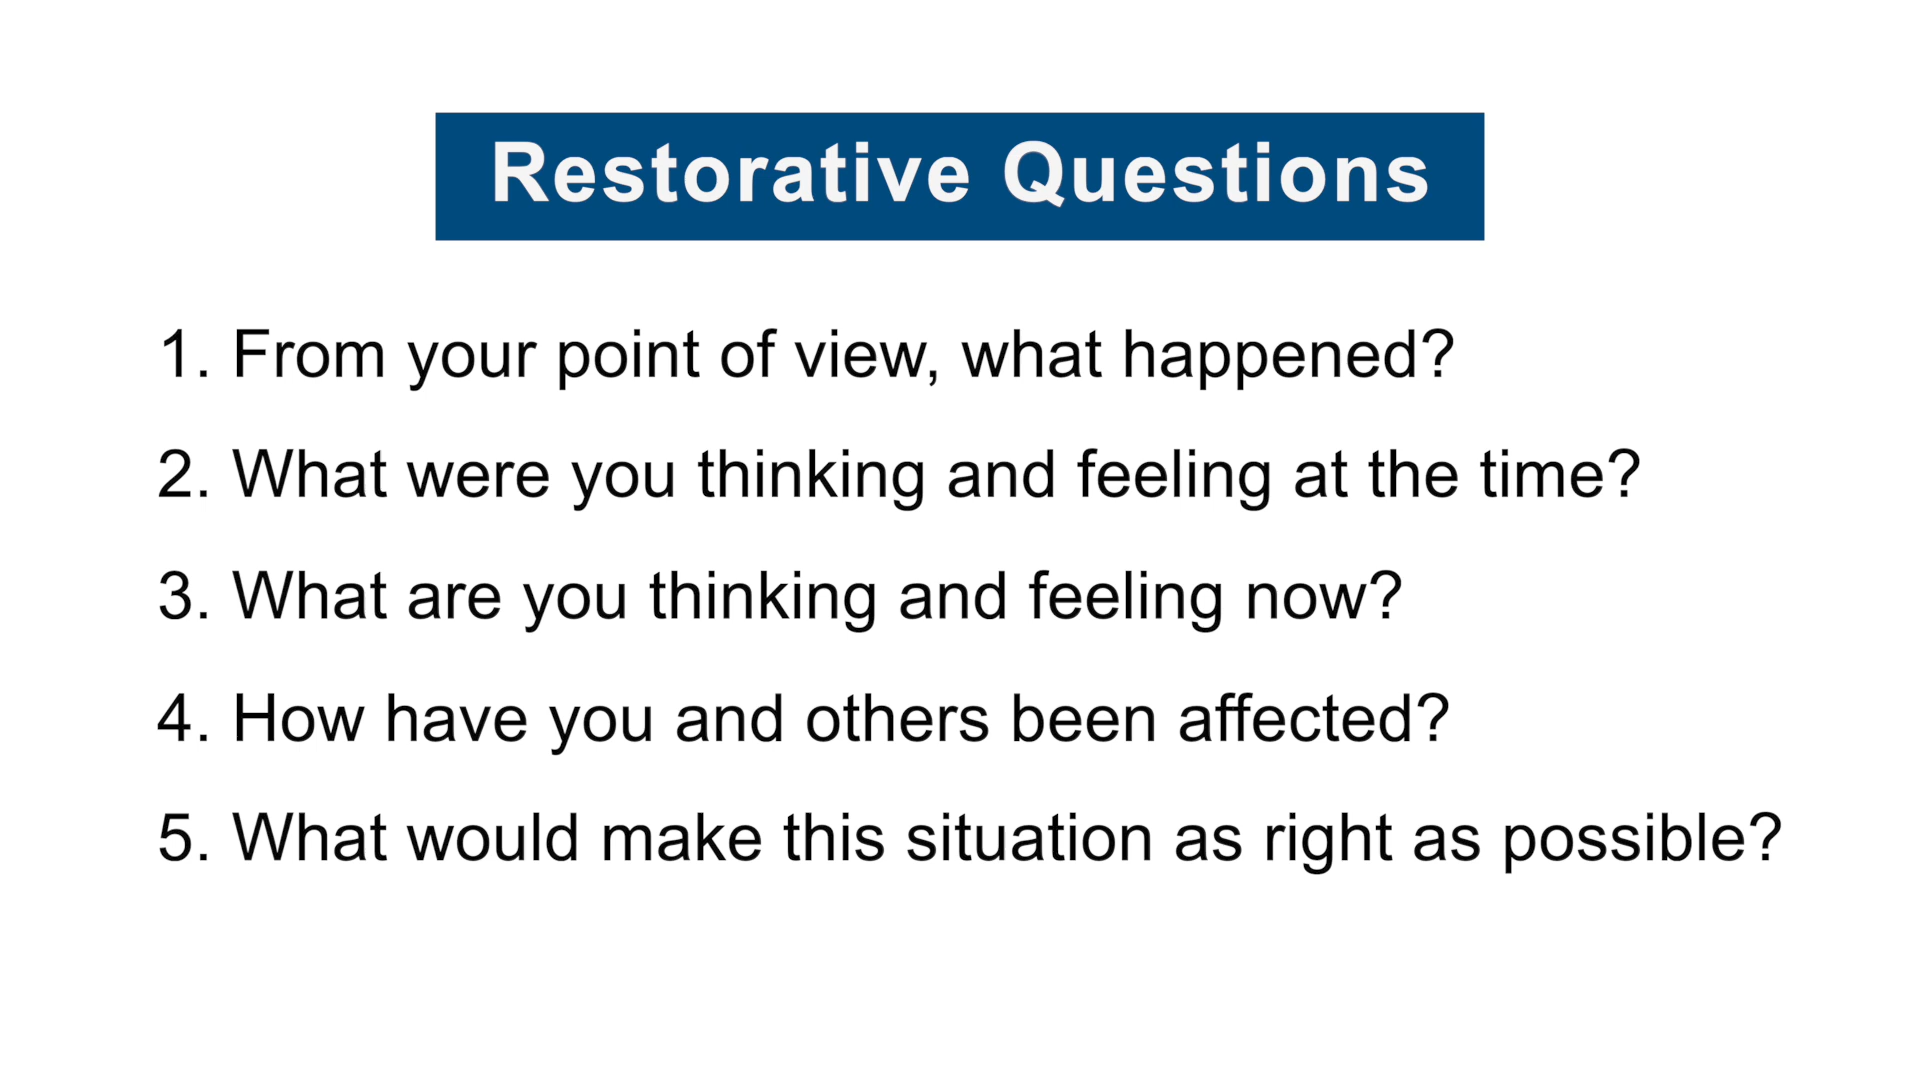 Restorative Questions
1. From your point of view, what happened?
2. What were you thinking and feeling at the time?
3. What are you thinking and feeling now?
4. How have you and others been affected?
5. What would make this situation as right as possible?